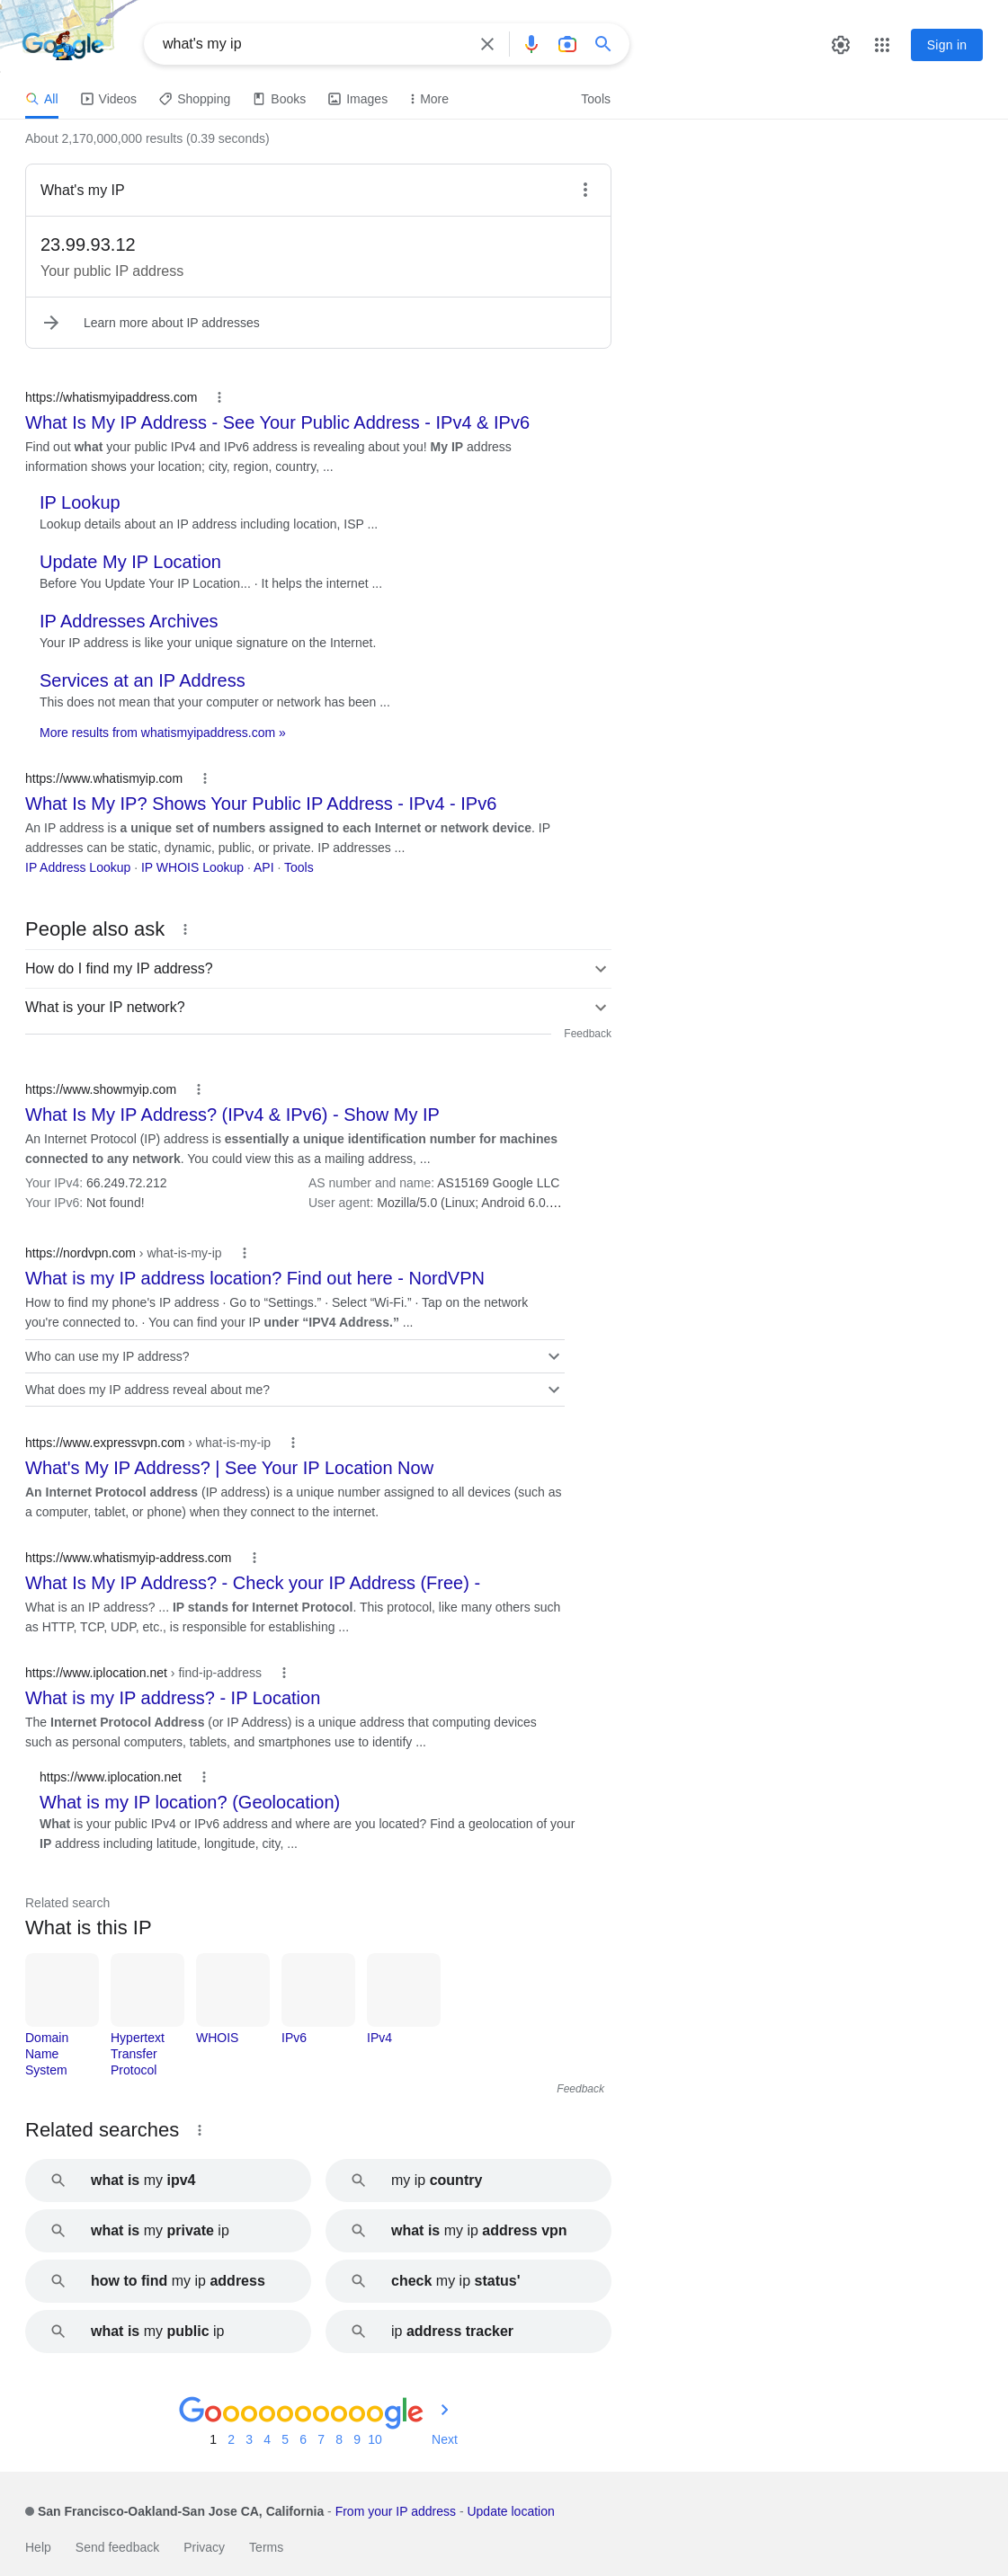 Google
what's my ip
Sign in
All Videos Shopping Books Images More Tools
About 2,170,000,000 results (0.39 seconds)
What's my IP
23.99.93.12
Your public IP address
Learn more about IP addresses
https://whatismyipaddress.com
What Is My IP Address - See Your Public Address - IPv4 & IPv6
Find out what your public IPv4 and IPv6 address is revealing about you! My IP address
information shows your location; city, region, country, ...
IP Lookup
Lookup details about an IP address including location, ISP ...
Update My IP Location
Before You Update Your IP Location... · It helps the internet ...
IP Addresses Archives
Your IP address is like your unique signature on the Internet.
Services at an IP Address
This does not mean that your computer or network has been ...
More results from whatismyipaddress.com »
https://www.whatismyip.com
What Is My IP? Shows Your Public IP Address - IPv4 - IPv6
An IP address is a unique set of numbers assigned to each Internet or network device. IP
addresses can be static, dynamic, public, or private. IP addresses ...
IP Address Lookup · IP WHOIS Lookup · API · Tools
People also ask
How do I find my IP address?
What is your IP network?
Feedback
https://www.showmyip.com
What Is My IP Address? (IPv4 & IPv6) - Show My IP
An Internet Protocol (IP) address is essentially a unique identification number for machines
connected to any network. You could view this as a mailing address, ...
Your IPv4: 66.249.72.212 AS number and name: AS15169 Google LLC
Your IPv6: Not found! User agent: Mozilla/5.0 (Linux; Android 6.0....
https://nordvpn.com › what-is-my-ip
What is my IP address location? Find out here - NordVPN
How to find my phone's IP address · Go to “Settings.” · Select “Wi-Fi.” · Tap on the network
you're connected to. · You can find your IP under “IPV4 Address.” ...
Who can use my IP address?
What does my IP address reveal about me?
https://www.expressvpn.com › what-is-my-ip
What's My IP Address? | See Your IP Location Now
An Internet Protocol address (IP address) is a unique number assigned to all devices (such as
a computer, tablet, or phone) when they connect to the internet.
https://www.whatismyip-address.com
What Is My IP Address? - Check your IP Address (Free) -
What is an IP address? ... IP stands for Internet Protocol. This protocol, like many others such
as HTTP, TCP, UDP, etc., is responsible for establishing ...
https://www.iplocation.net › find-ip-address
What is my IP address? - IP Location
The Internet Protocol Address (or IP Address) is a unique address that computing devices
such as personal computers, tablets, and smartphones use to identify ...
https://www.iplocation.net
What is my IP location? (Geolocation)
What is your public IPv4 or IPv6 address and where are you located? Find a geolocation of your
IP address including latitude, longitude, city, ...
Related search
What is this IP
Domain Name System
Hypertext Transfer Protocol
WHOIS
IPv6
IPv4
Feedback
Related searches
what is my ipv4
my ip country
what is my private ip
what is my ip address vpn
how to find my ip address
check my ip status'
what is my public ip
ip address tracker
Goooooooooogle
1 2 3 4 5 6 7 8 9 10 Next
San Francisco-Oakland-San Jose CA, California - From your IP address - Update location
Help Send feedback Privacy Terms